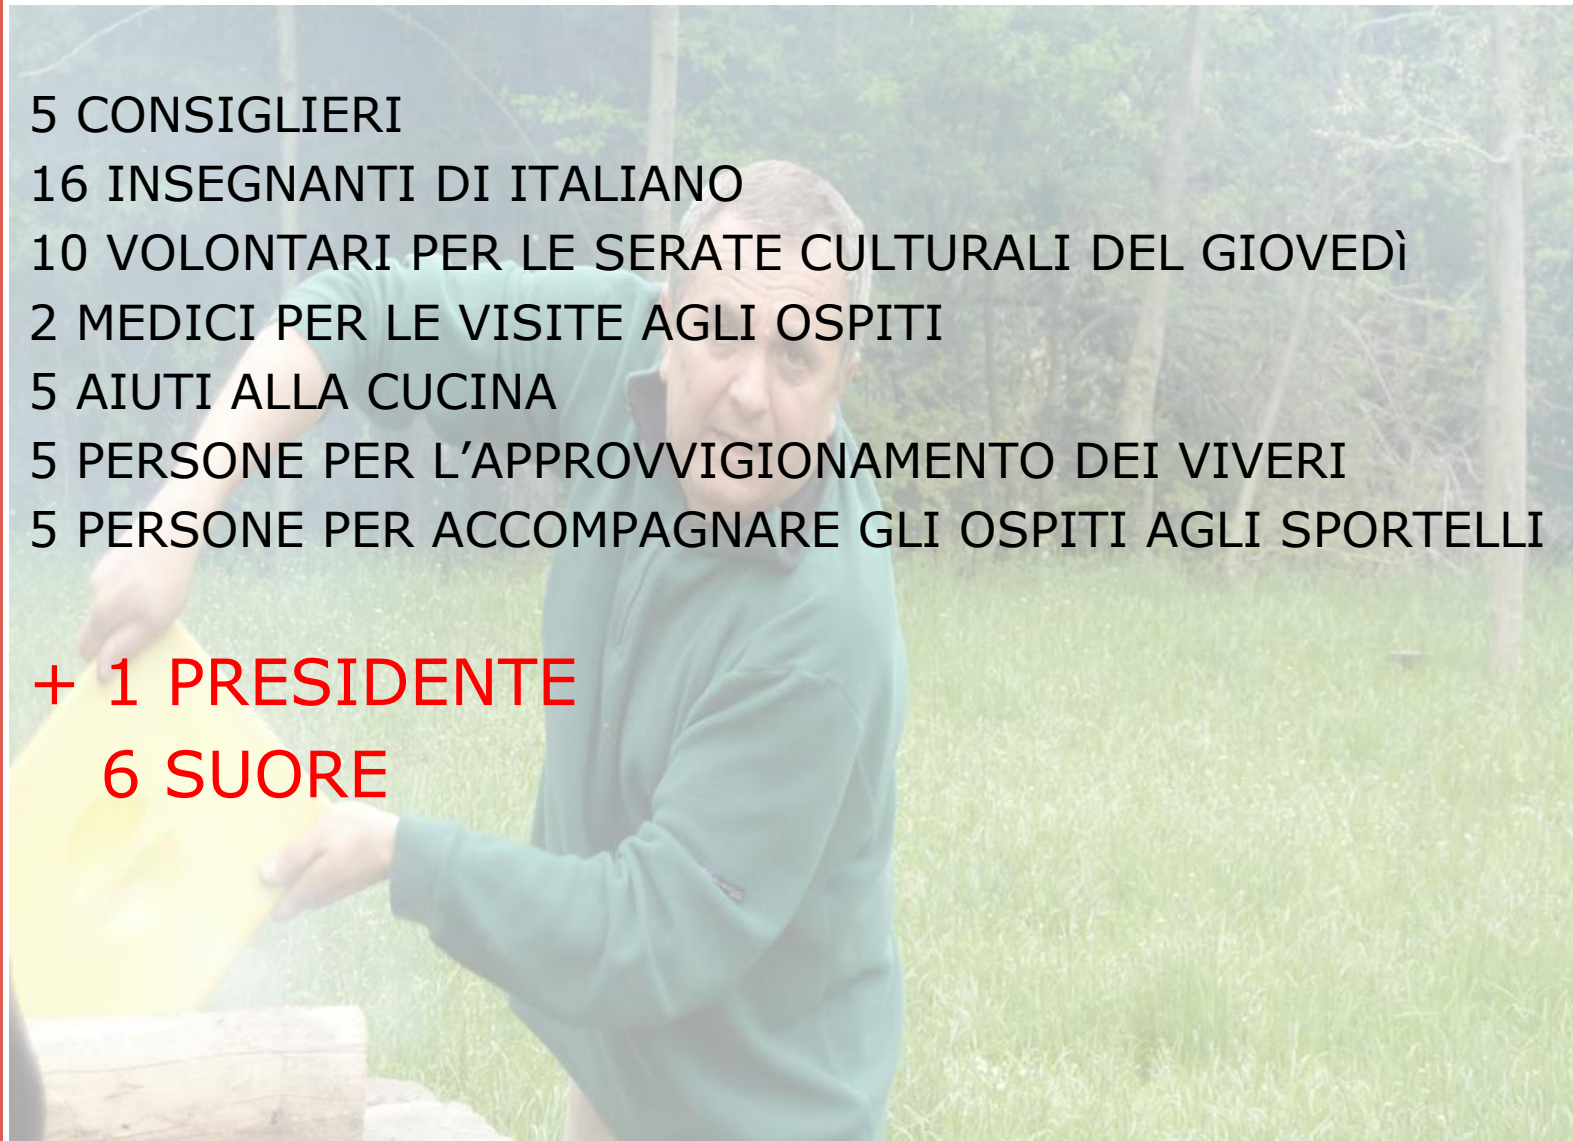 5 CONSIGLIERI
16 INSEGNANTI DI ITALIANO
10 VOLONTARI PER LE SERATE CULTURALI DEL GIOVEDì
2 MEDICI PER LE VISITE AGLI OSPITI
5 AIUTI ALLA CUCINA
5 PERSONE PER L’APPROVVIGIONAMENTO DEI VIVERI
5 PERSONE PER ACCOMPAGNARE GLI OSPITI AGLI SPORTELLI
+ 1 PRESIDENTE
6 SUORE